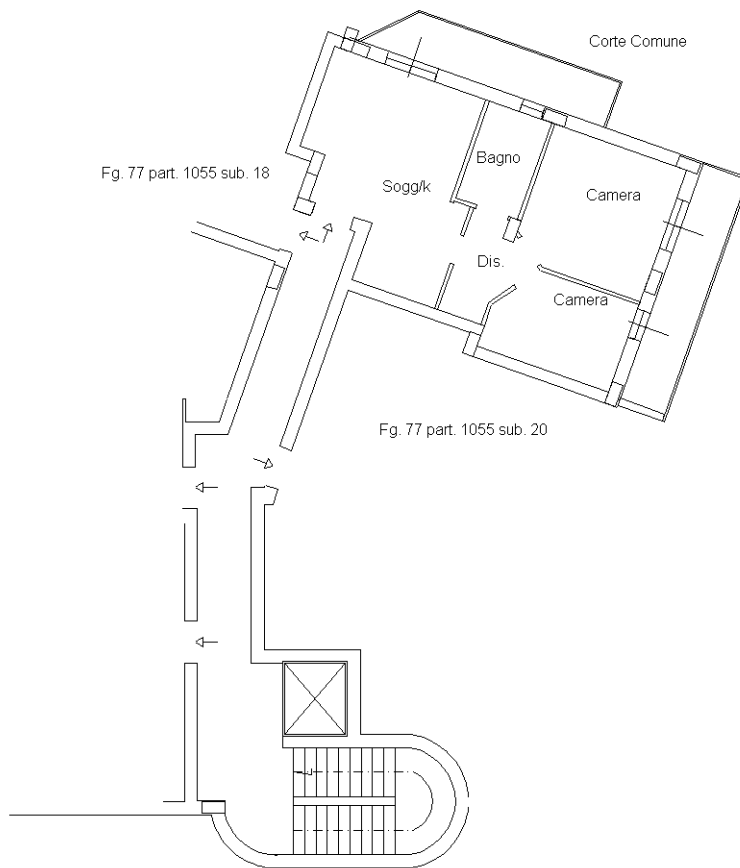 Corte Comune
Bagno
Fg. 77 part. 1055 sub. 18
Sogg/k
Camera
Dis.
Camera
Fg. 77 part. 1055 sub. 20